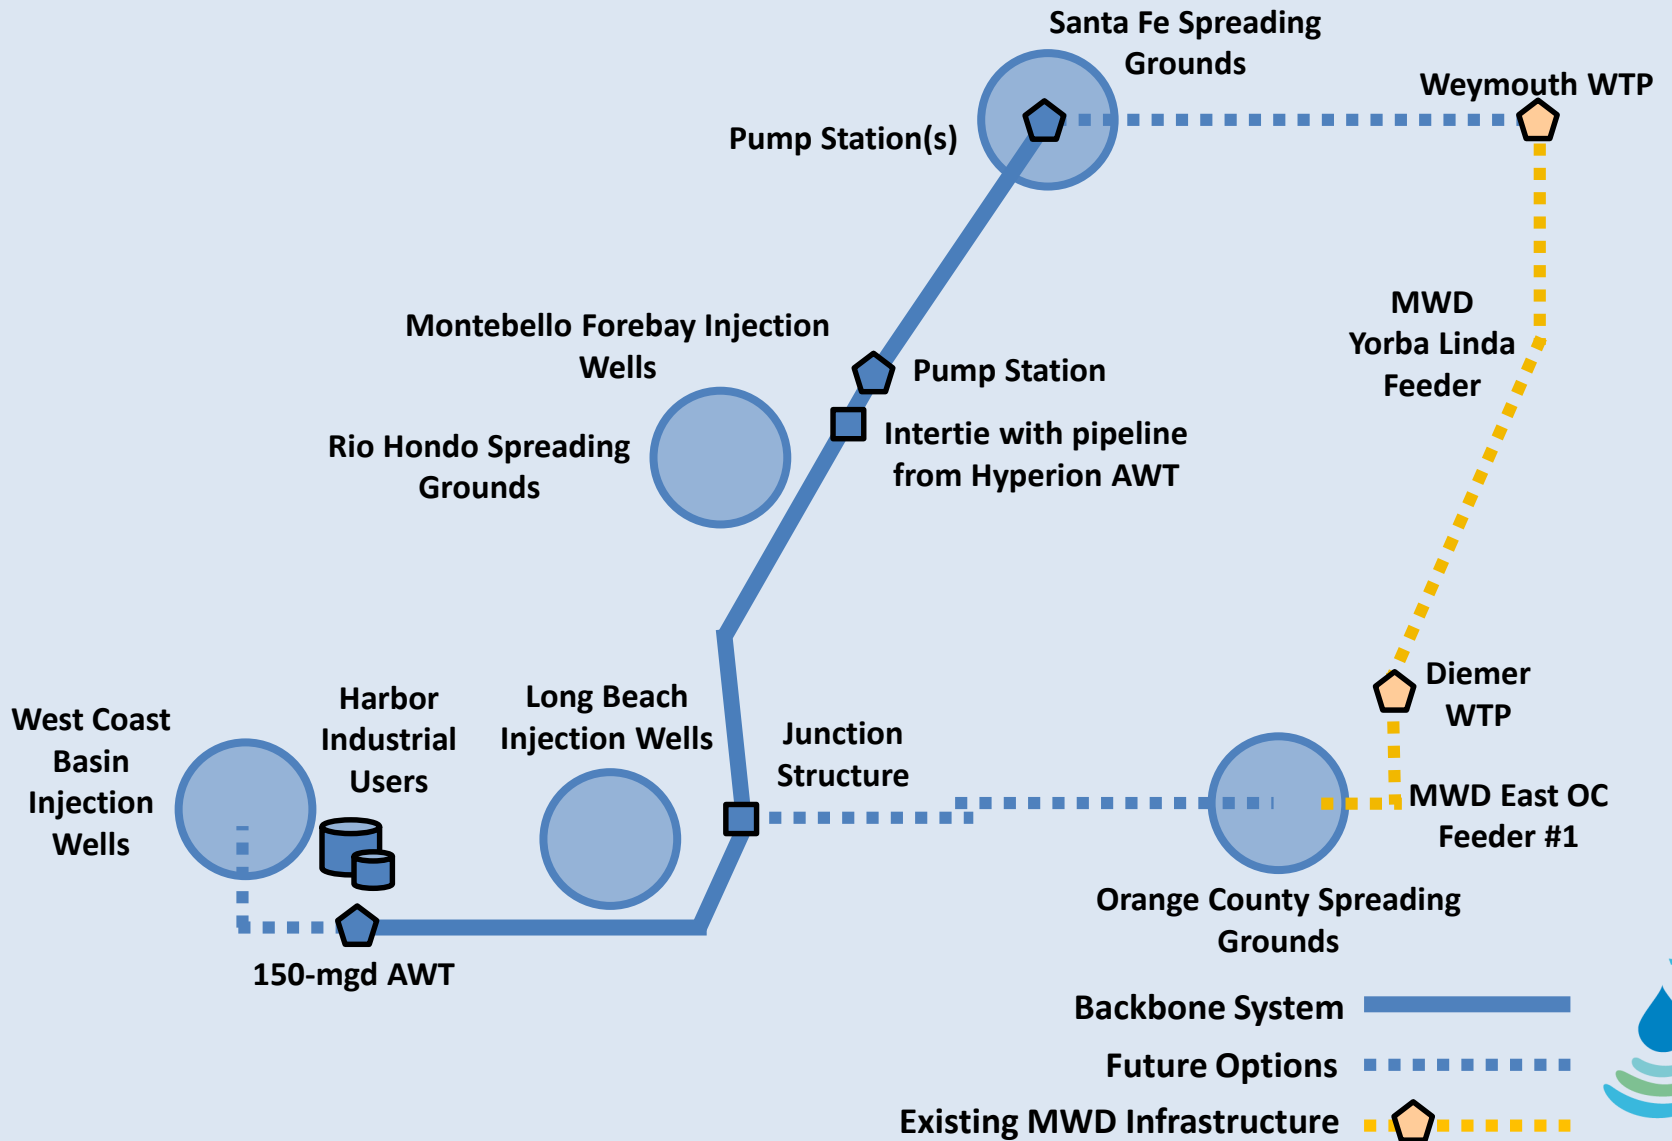 Santa Fe Spreading
Grounds
Weymouth WTP
Pump Station(s)
MWD
Yorba Linda
Feeder
Montebello Forebay Injection
Wells
Pump Station
Rio Hondo Spreading
Grounds
Intertie with pipeline
from Hyperion AWT
Diemer
WTP
West Coast
Basin
Injection
Wells
Harbor
Industrial
Users
Long Beach
Injection Wells
Junction
Structure
MWD East OC
Feeder #1
Orange County Spreading
Grounds
150-mgd AWT
Backbone System
Future Options
Existing MWD Infrastructure